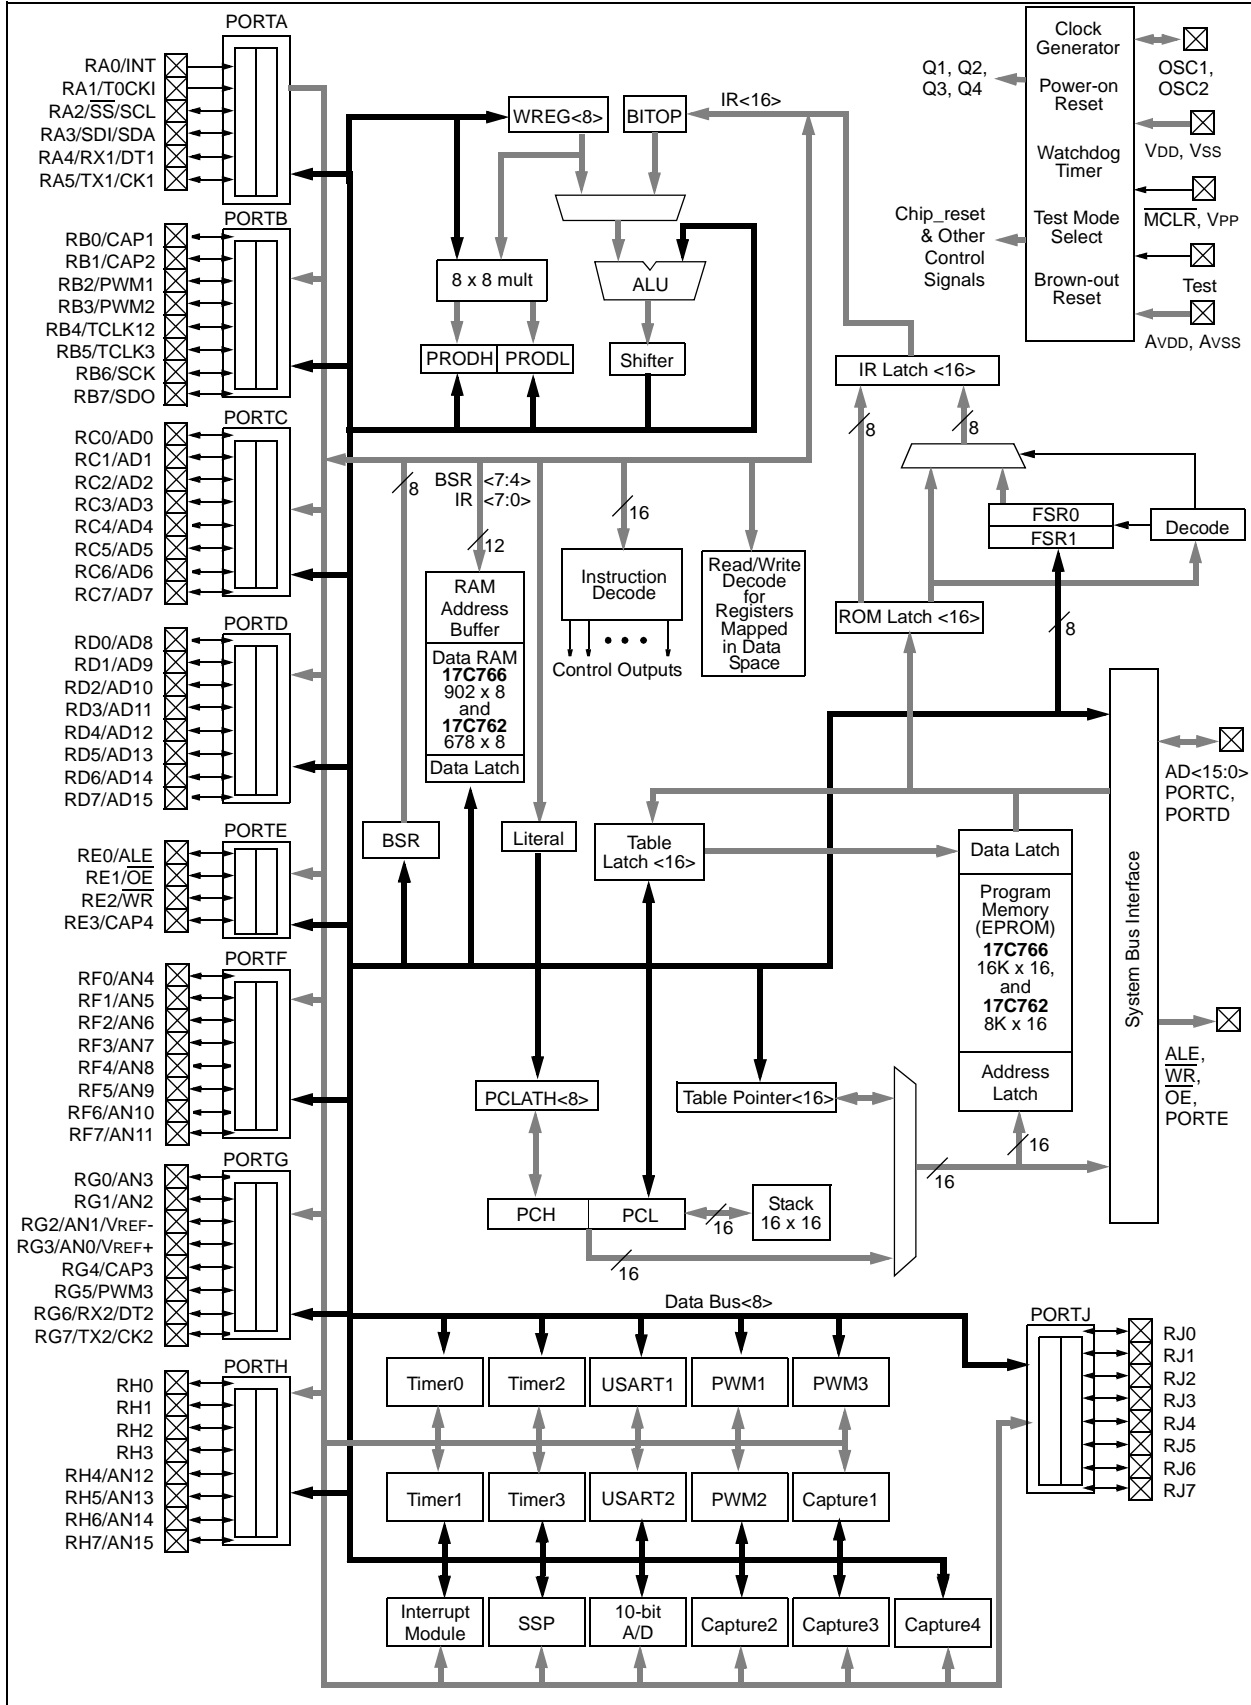 PORTA
RA0/INT
RA1/T0CKI
RA2/SS/SCL
RA3/SDI/SDA
RA4/RX1/DT1
RA5/TX1/CK1
PORTB
RB0/CAP1
RB1/CAP2
RB2/PWM1
RB3/PWM2
RB4/TCLK12
RB5/TCLK3
RB6/SCK
RB7/SDO
PORTC
RC0/AD0
RC1/AD1
RC2/AD2
RC3/AD3
RC4/AD4
RC5/AD5
RC6/AD6
RC7/AD7
PORTD
RD0/AD8
RD1/AD9
RD2/AD10
RD3/AD11
RD4/AD12
RD5/AD13
RD6/AD14
RD7/AD15
PORTE
RE0/ALE
RE1/OE
RE2/WR
RE3/CAP4
PORTF
RF0/AN4
RF1/AN5
RF2/AN6
RF3/AN7
RF4/AN8
RF5/AN9
RF6/AN10
RF7/AN11
PORTG
RG0/AN3
RG1/AN2
RG2/AN1/VREF-
RG3/AN0/VREF+
RG4/CAP3
RG5/PWM3
RG6/RX2/DT2
RG7/TX2/CK2
PORTH
RH0
RH1
RH2
RH3
RH4/AN12
RH5/AN13
RH6/AN14
RH7/AN15
WREG<8>
BITOP
IR<16>
8 x 8 mult
ALU
PRODH
PRODL
Shifter
Q1, Q2,
Q3, Q4
Chip_reset
& Other
Control
Signals
Clock
Generator
Power-on
Reset
Watchdog
Timer
Test Mode
Select
Brown-out
Reset
OSC1,
OSC2
VDD, VSS
MCLR, VPP
Test
AVDD, AVSS
IR Latch <16>
8
8
FSR0
FSR1
Decode
ROM Latch <16>
8
8
BSR <7:4>
IR <7:0>
12
16
RAM
Address
Buffer
Data RAM
17C766
902 x 8
and
17C762
678 x 8
Data Latch
Instruction
Decode
Control Outputs
Read/Write
Decode
for
Registers
Mapped
in Data
Space
BSR
Literal
Table
Latch <16>
Data Latch
Program
Memory
(EPROM)
17C766
16K x 16,
and
17C762
8K x 16
Address
Latch
System Bus Interface
AD<15:0>
PORTC,
PORTD
ALE,
WR,
OE,
PORTE
PCLATH<8>
Table Pointer<16>
16
16
PCH
PCL
16
Stack
16 x 16
16
Data Bus<8>
Timer0
Timer2
USART1
PWM1
PWM3
Timer1
Timer3
USART2
PWM2
Capture1
Interrupt
Module
SSP
10-bit
A/D
Capture2
Capture3
Capture4
PORTJ
RJ0
RJ1
RJ2
RJ3
RJ4
RJ5
RJ6
RJ7